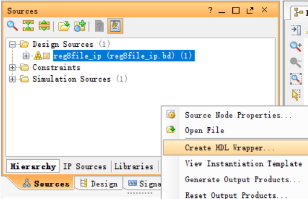 Sources
Design Sources (1)
reg8file_ip (reg8file_ip.bd) (1)
Constraints
Simulation Sources (1)
Source Node Properties...
Open File
Create HDL Wrapper...
View Instantiation Template
Generate Output Products...
Reset Output Products...
Hierarchy IP Sources Libraries
Sources Design Signa